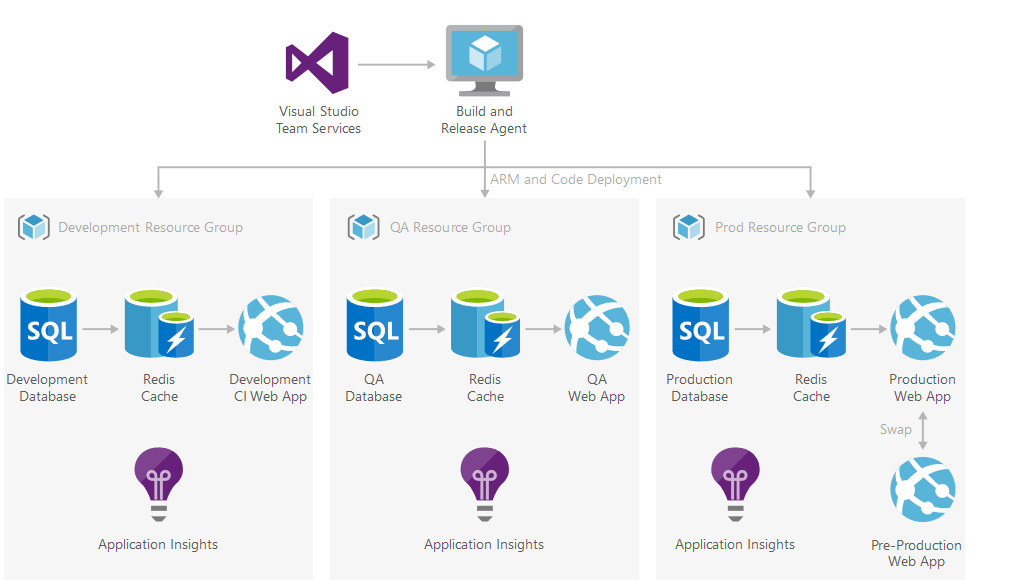 Visual Studio
Team Services
Build and
Release Agent
ARM and Code Deployment
Development Resource Group
SQL
Development
Database
Redis
Cache
Development
CI Web App
Application Insights
QA Resource Group
SQL
QA
Database
Redis
Cache
QA
Web App
Application Insights
Prod Resource Group
SQL
Production
Database
Redis
Cache
Production
Web App
Swap
Application Insights
Pre-Production
Web App